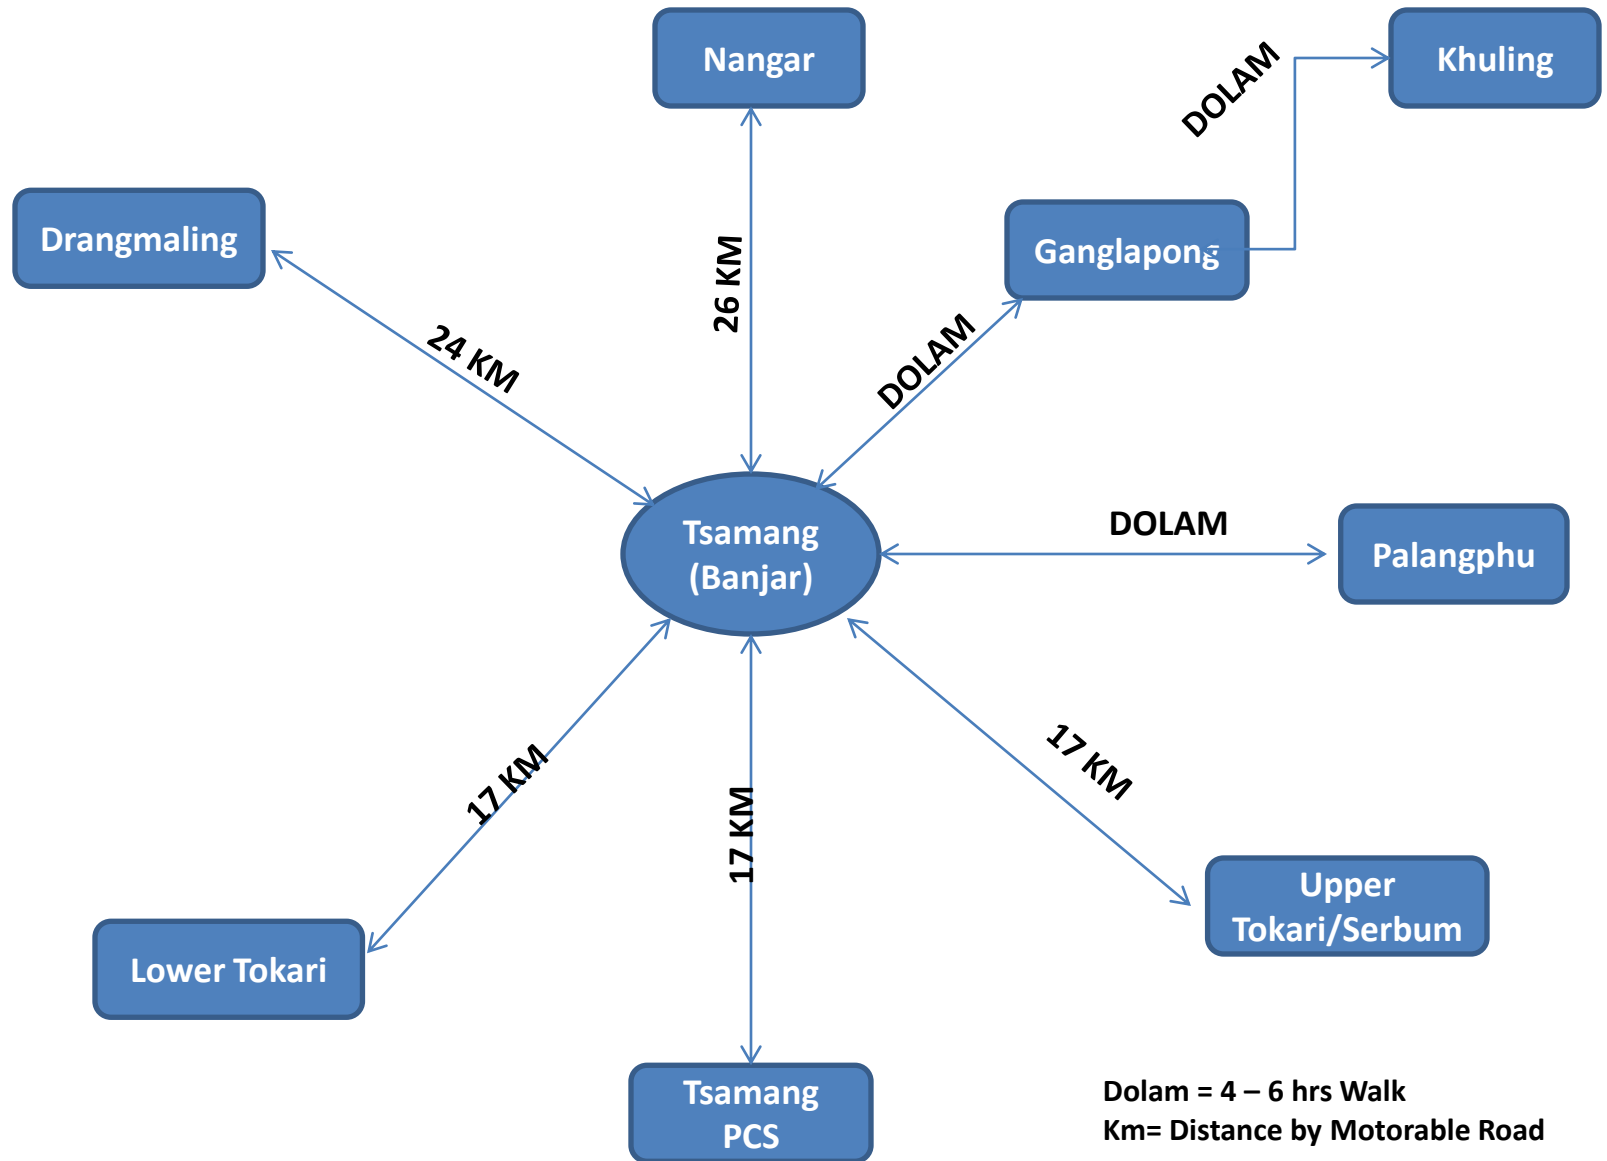 Nangar
Khuling
DOLAM
Drangmaling
Ganglapong
26 KM
24 KM
DOLAM
Tsamang
(Banjar)
DOLAM
Palangphu
17 KM
17 KM
17 KM
Upper
Tokari/Serbum
Lower Tokari
Tsamang
PCS
Dolam = 4 – 6 hrs Walk
Km= Distance by Motorable Road